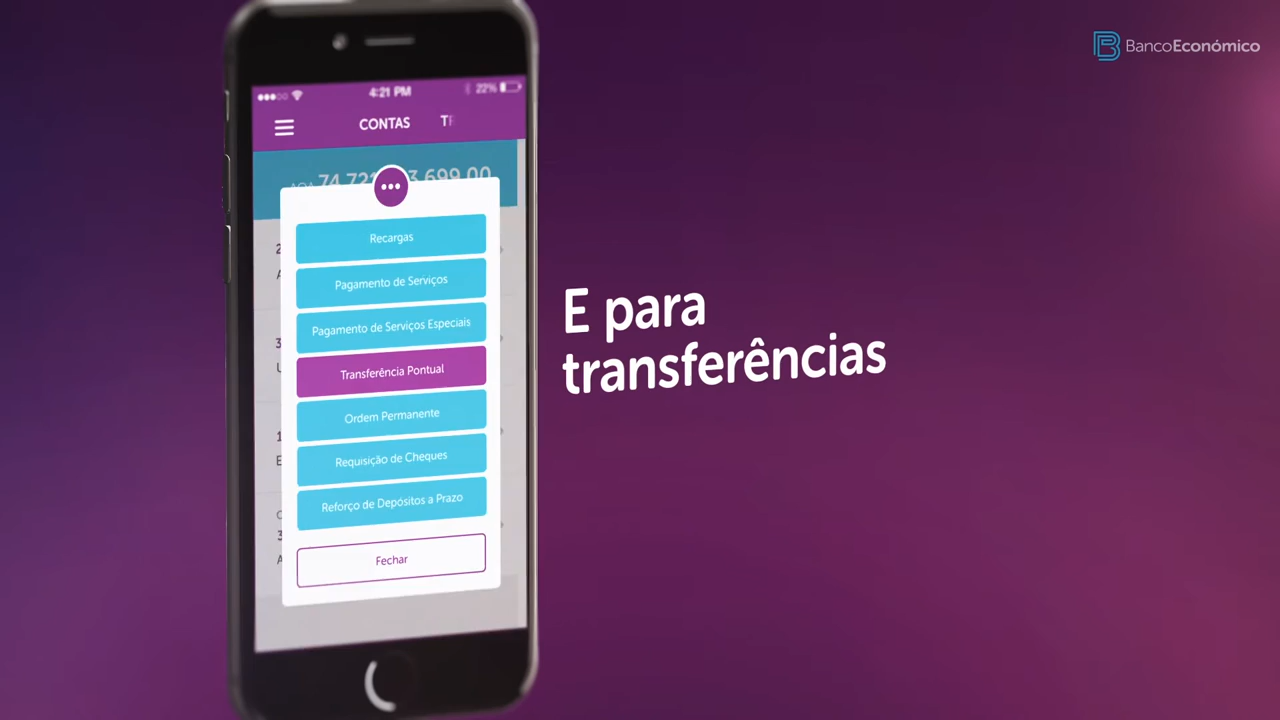 BancoEconómico
4:21 PM
22%
CONTAS
Recargas
Pagamento de Serviços
Pagamento de Serviços Especiais
Transferência Pontual
Ordem Permanente
Requisição de Cheques
Reforço de Depósitos a Prazo
Fechar
E para
transferências